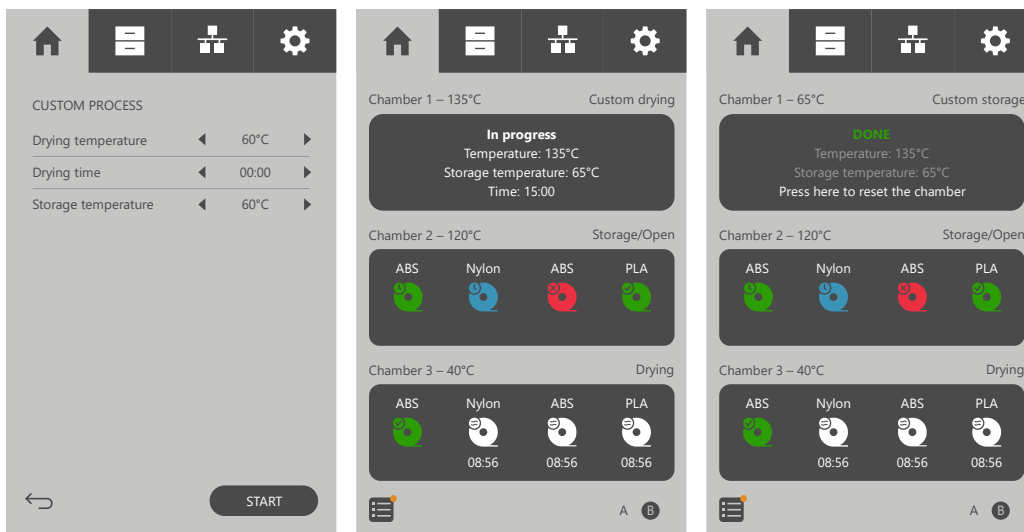 CUSTOM PROCESS
Drying temperature 60°C
Drying time 00:00
Storage temperature 60°C
START
Chamber 1 – 135°C Custom drying
In progress
Temperature: 135°C
Storage temperature: 65°C
Time: 15:00
Chamber 2 – 120°C Storage/Open
ABS Nylon ABS PLA
Chamber 3 – 40°C Drying
ABS Nylon ABS PLA
08:56 08:56 08:56
A B
Chamber 1 – 65°C Custom storage
DONE
Temperature: 135°C
Storage temperature: 65°C
Press here to reset the chamber
Chamber 2 – 120°C Storage/Open
ABS Nylon ABS PLA
Chamber 3 – 40°C Drying
ABS Nylon ABS PLA
08:56 08:56 08:56
A B